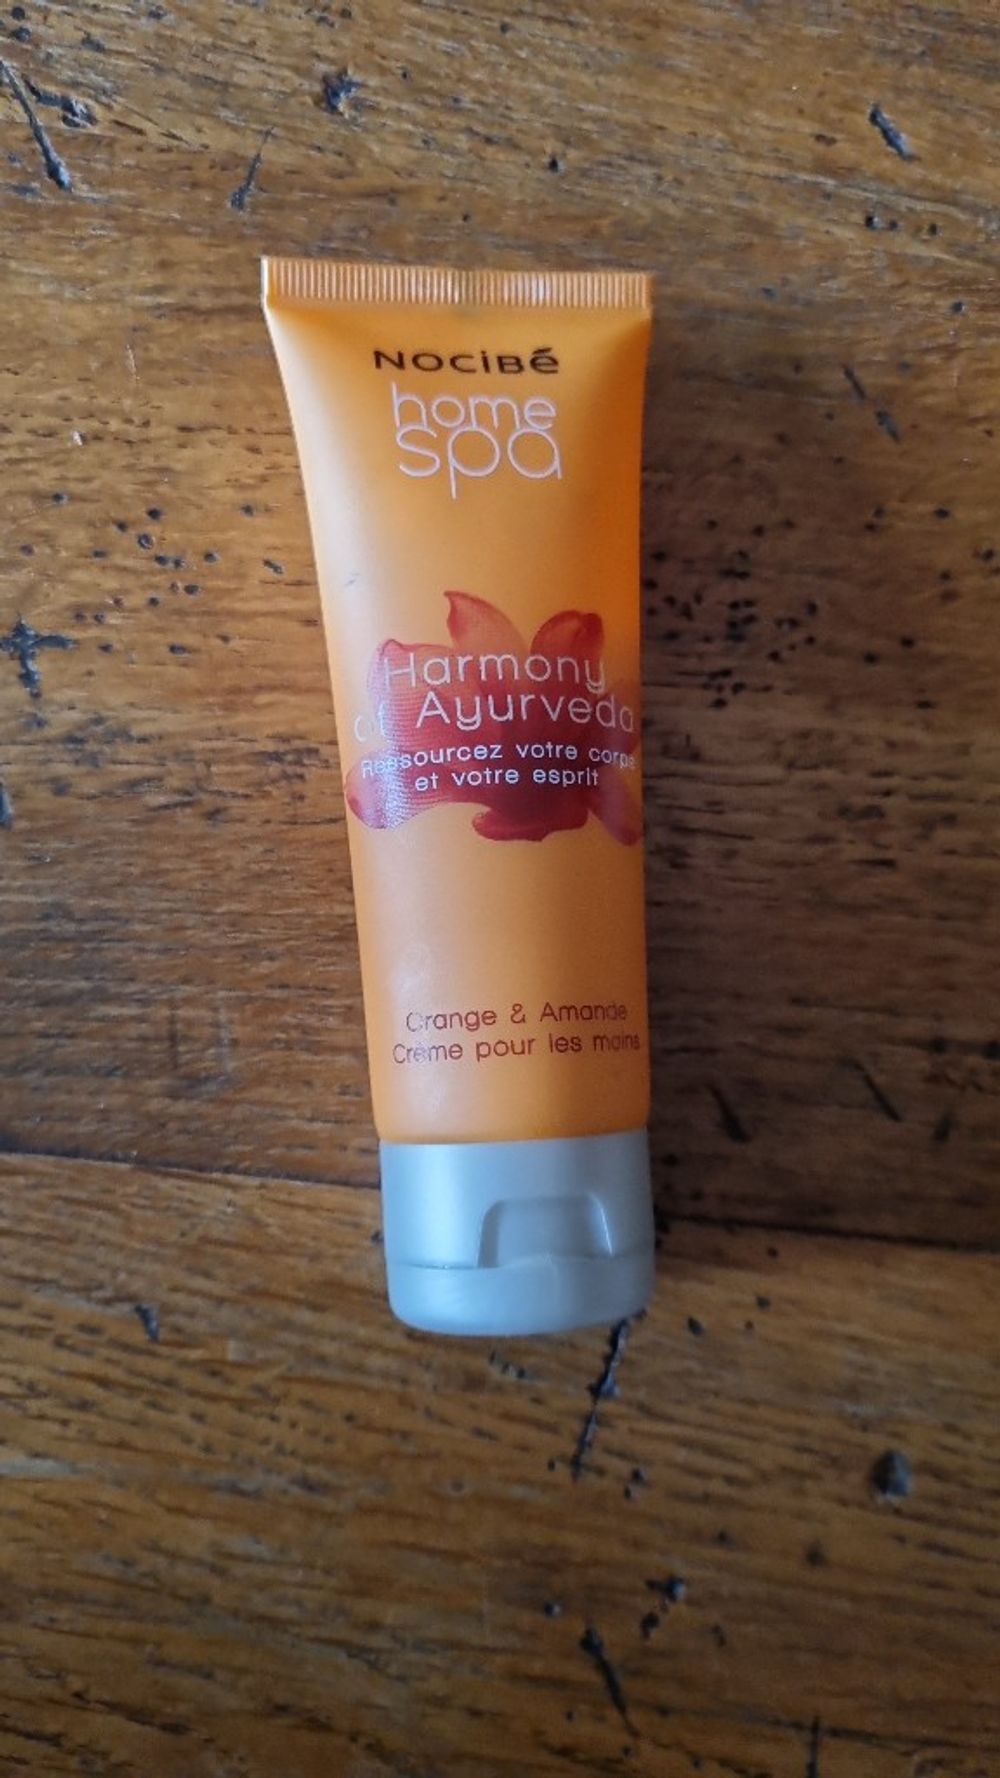 NOCiBé
home
spa
Harmony
of Ayurveda
Ressourcez votre corps
et votre esprit
Orange & Amande
Crème pour les mains